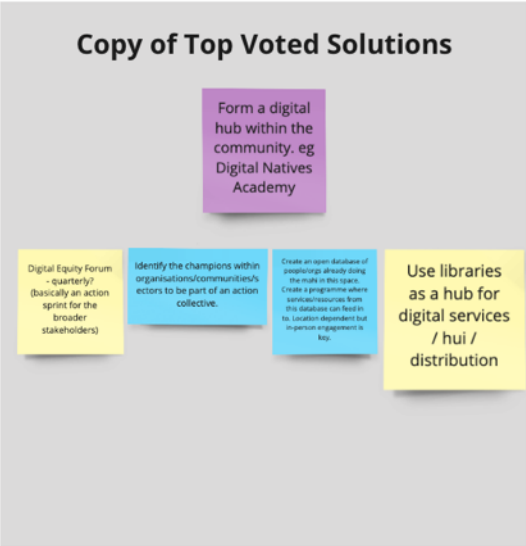 Copy of Top Voted Solutions
Form a digital
hub within the
community. eg
Digital Natives
Academy
Digital Equity Forum
- quarterly?
(basically an action
sprint for the
broader
stakeholders)
Identify the champions within
organisations/communities/s
ectors to be part of an action
collective.
Create an open database of
people/orgs already doing
the mahi in this space.
Create a programme where
services/resources from
this database can feed in
to. Location dependent but
in-person engagement is
key.
Use libraries
as a hub for
digital services
/ hui /
distribution